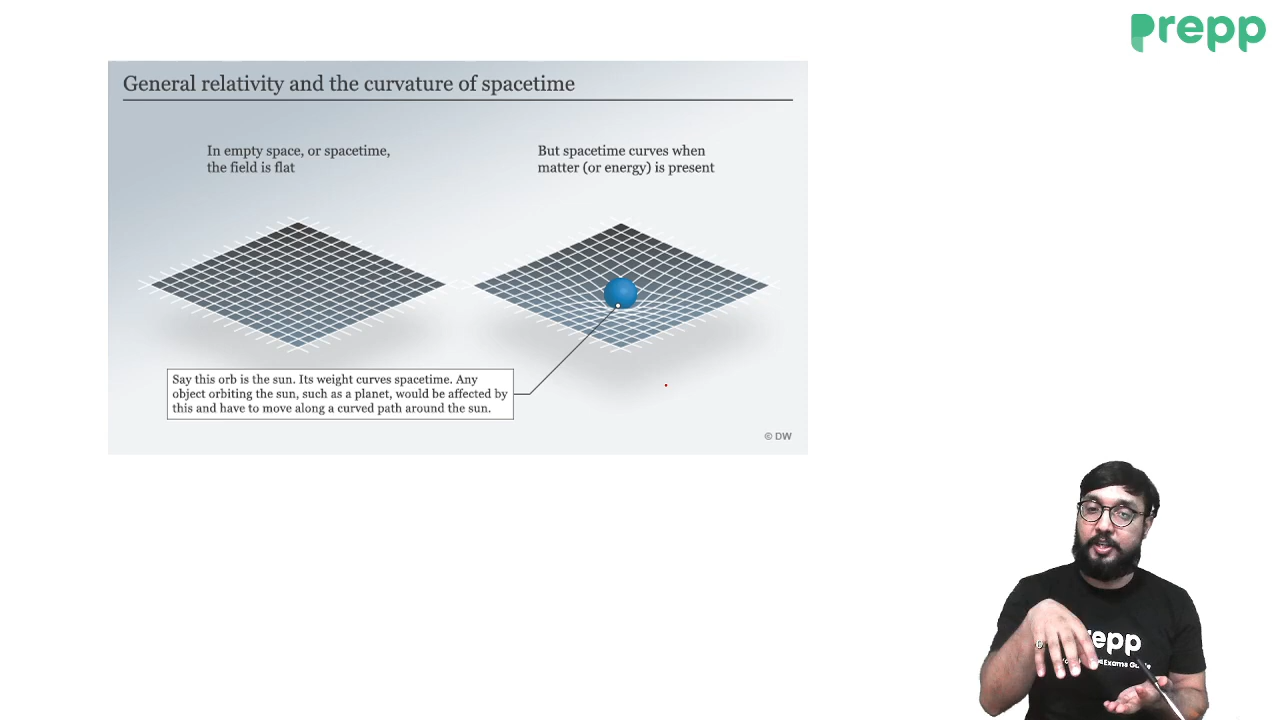 prepp
General relativity and the curvature of spacetime
In empty space, or spacetime,
the field is flat
But spacetime curves when
matter (or energy) is present
Say this orb is the sun. Its weight curves spacetime. Any
object orbiting the sun, such as a planet, would be affected by
this and have to move along a curved path around the sun.
© DW
epp
Exams Gu